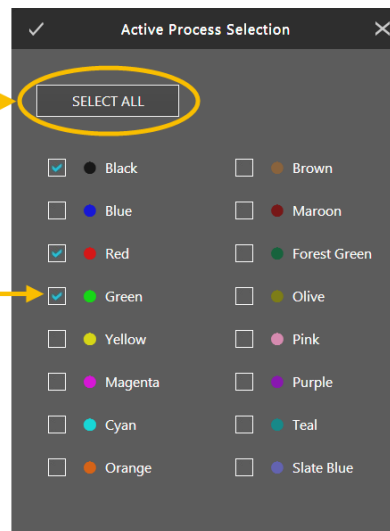 Active Process Selection
SELECT ALL
Black
Brown
Blue
Maroon
Red
Forest Green
Green
Olive
Yellow
Pink
Magenta
Purple
Cyan
Teal
Orange
Slate Blue